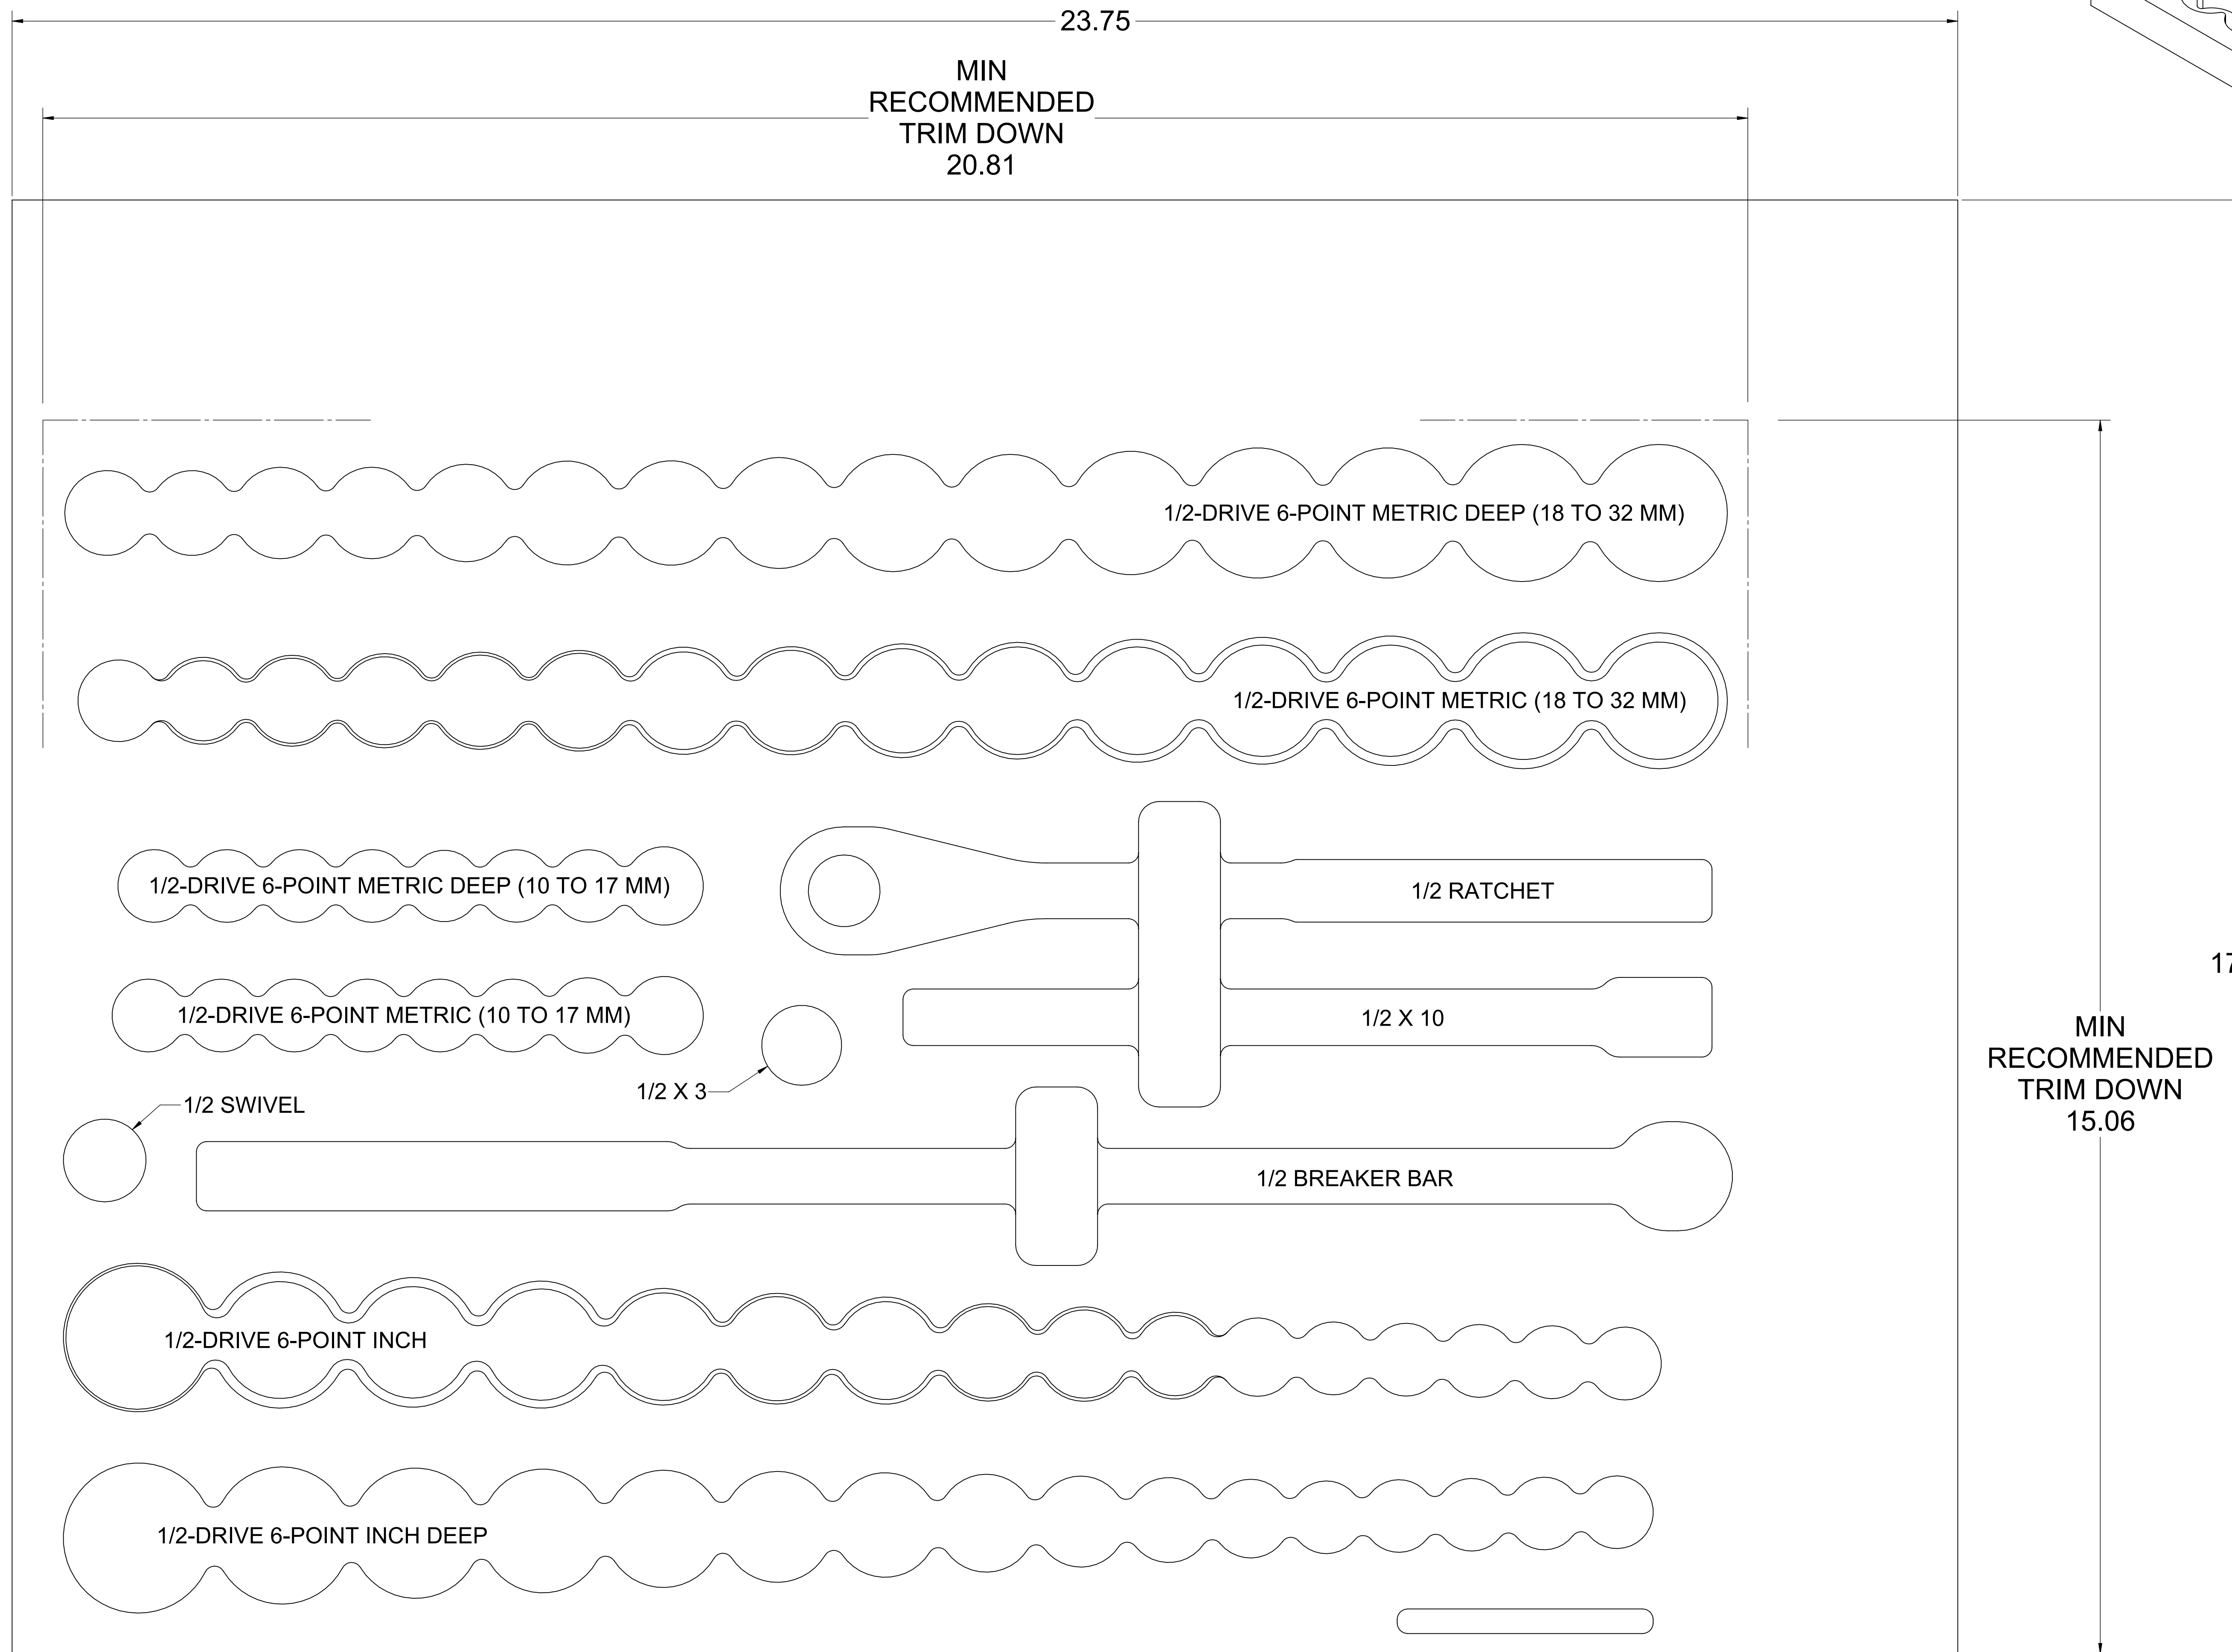 23.75
MIN
RECOMMENDED
TRIM DOWN
20.81
1/2-DRIVE 6-POINT METRIC DEEP (18 TO 32 MM)
1/2-DRIVE 6-POINT METRIC (18 TO 32 MM)
1/2-DRIVE 6-POINT METRIC DEEP (10 TO 17 MM)
1/2 RATCHET
1/2-DRIVE 6-POINT METRIC (10 TO 17 MM)
1/2 X 10
1/2 X 3
1/2 SWIVEL
1/2 BREAKER BAR
17
MIN
RECOMMENDED
TRIM DOWN
15.06
1/2-DRIVE 6-POINT INCH
1/2-DRIVE 6-POINT INCH DEEP